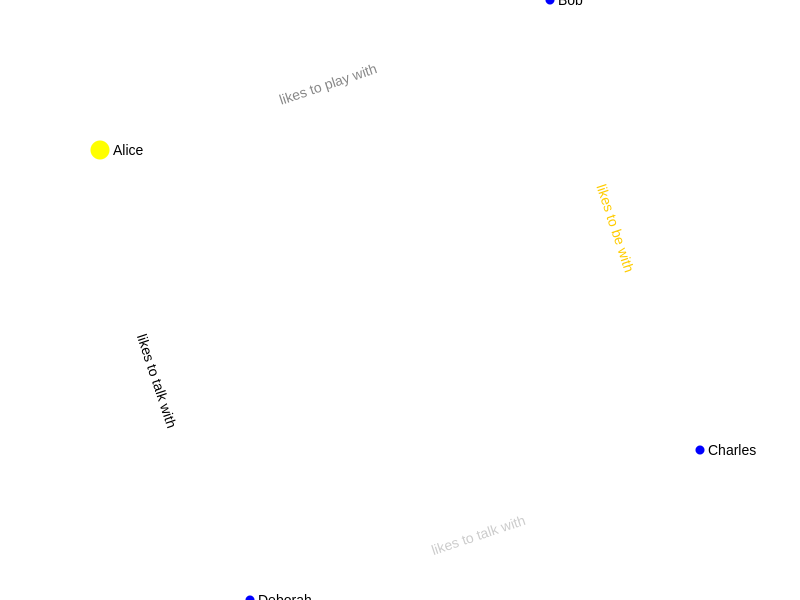 Bob
likes to play with
Alice
likes to be with
likes to talk with
Charles
likes to talk with
Deborah